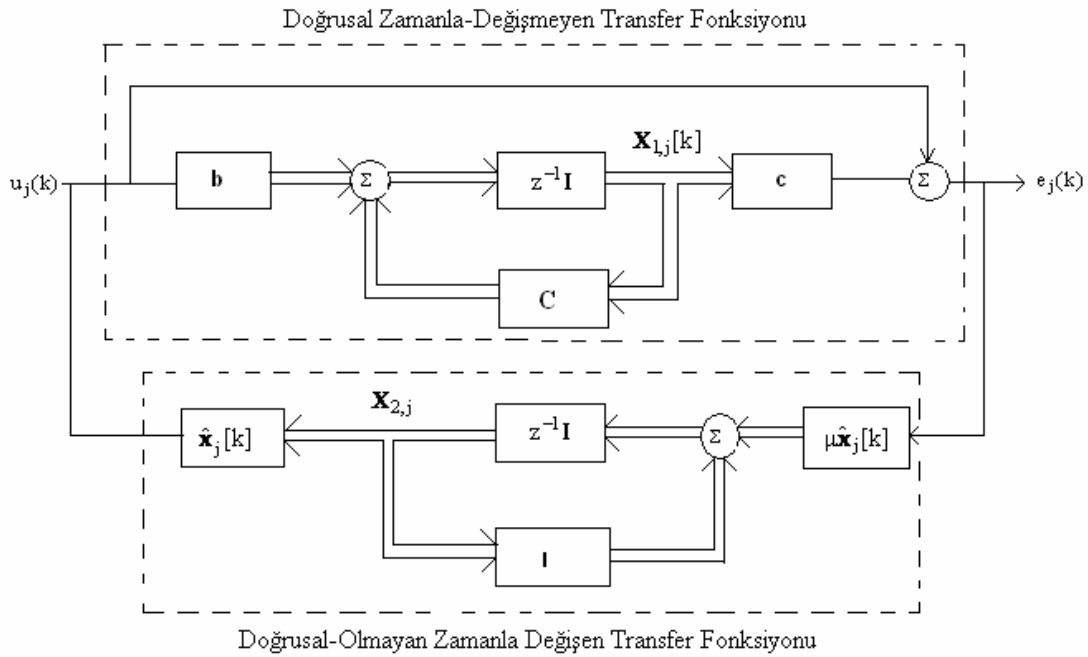 Doğrusal Zamanla-Değişmeyen Transfer Fonksiyonu
X₁,ⱼ[k]
uⱼ(k)
b
Σ
z⁻¹I
c
Σ
eⱼ(k)
C
X₂,ⱼ
x̂ⱼ[k]
z⁻¹I
Σ
μx̂ⱼ[k]
I
Doğrusal-Olmayan Zamanla Değişen Transfer Fonksiyonu